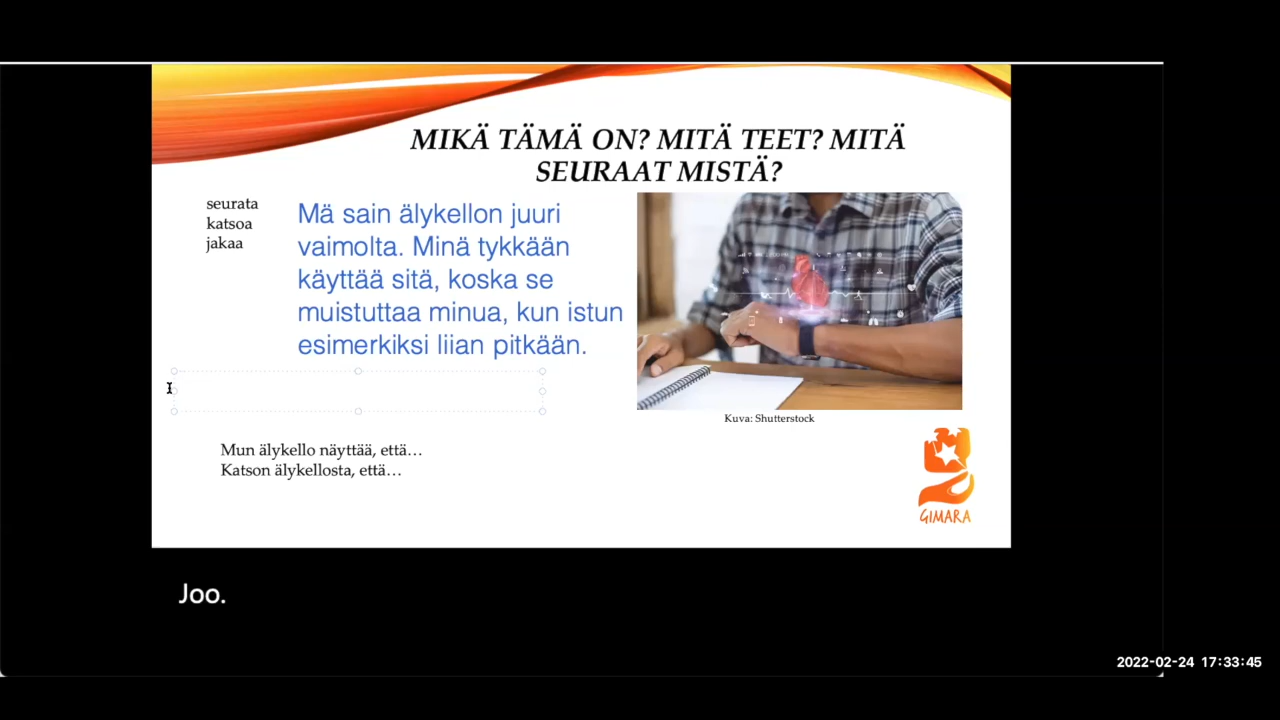 MIKÄ TÄMÄ ON? MITÄ TEET? MITÄ
SEURAAT MISTÄ?
seurata
katsoa
jakaa
Mä sain älykellon juuri
vaimolta. Minä tykkään
käyttää sitä, koska se
muistuttaa minua, kun istun
esimerkiksi liian pitkään.
Kuva: Shutterstock
Mun älykello näyttää, että…
Katson älykellosta, että…
GIMARA
Joo.
2022-02-24 17:33:45